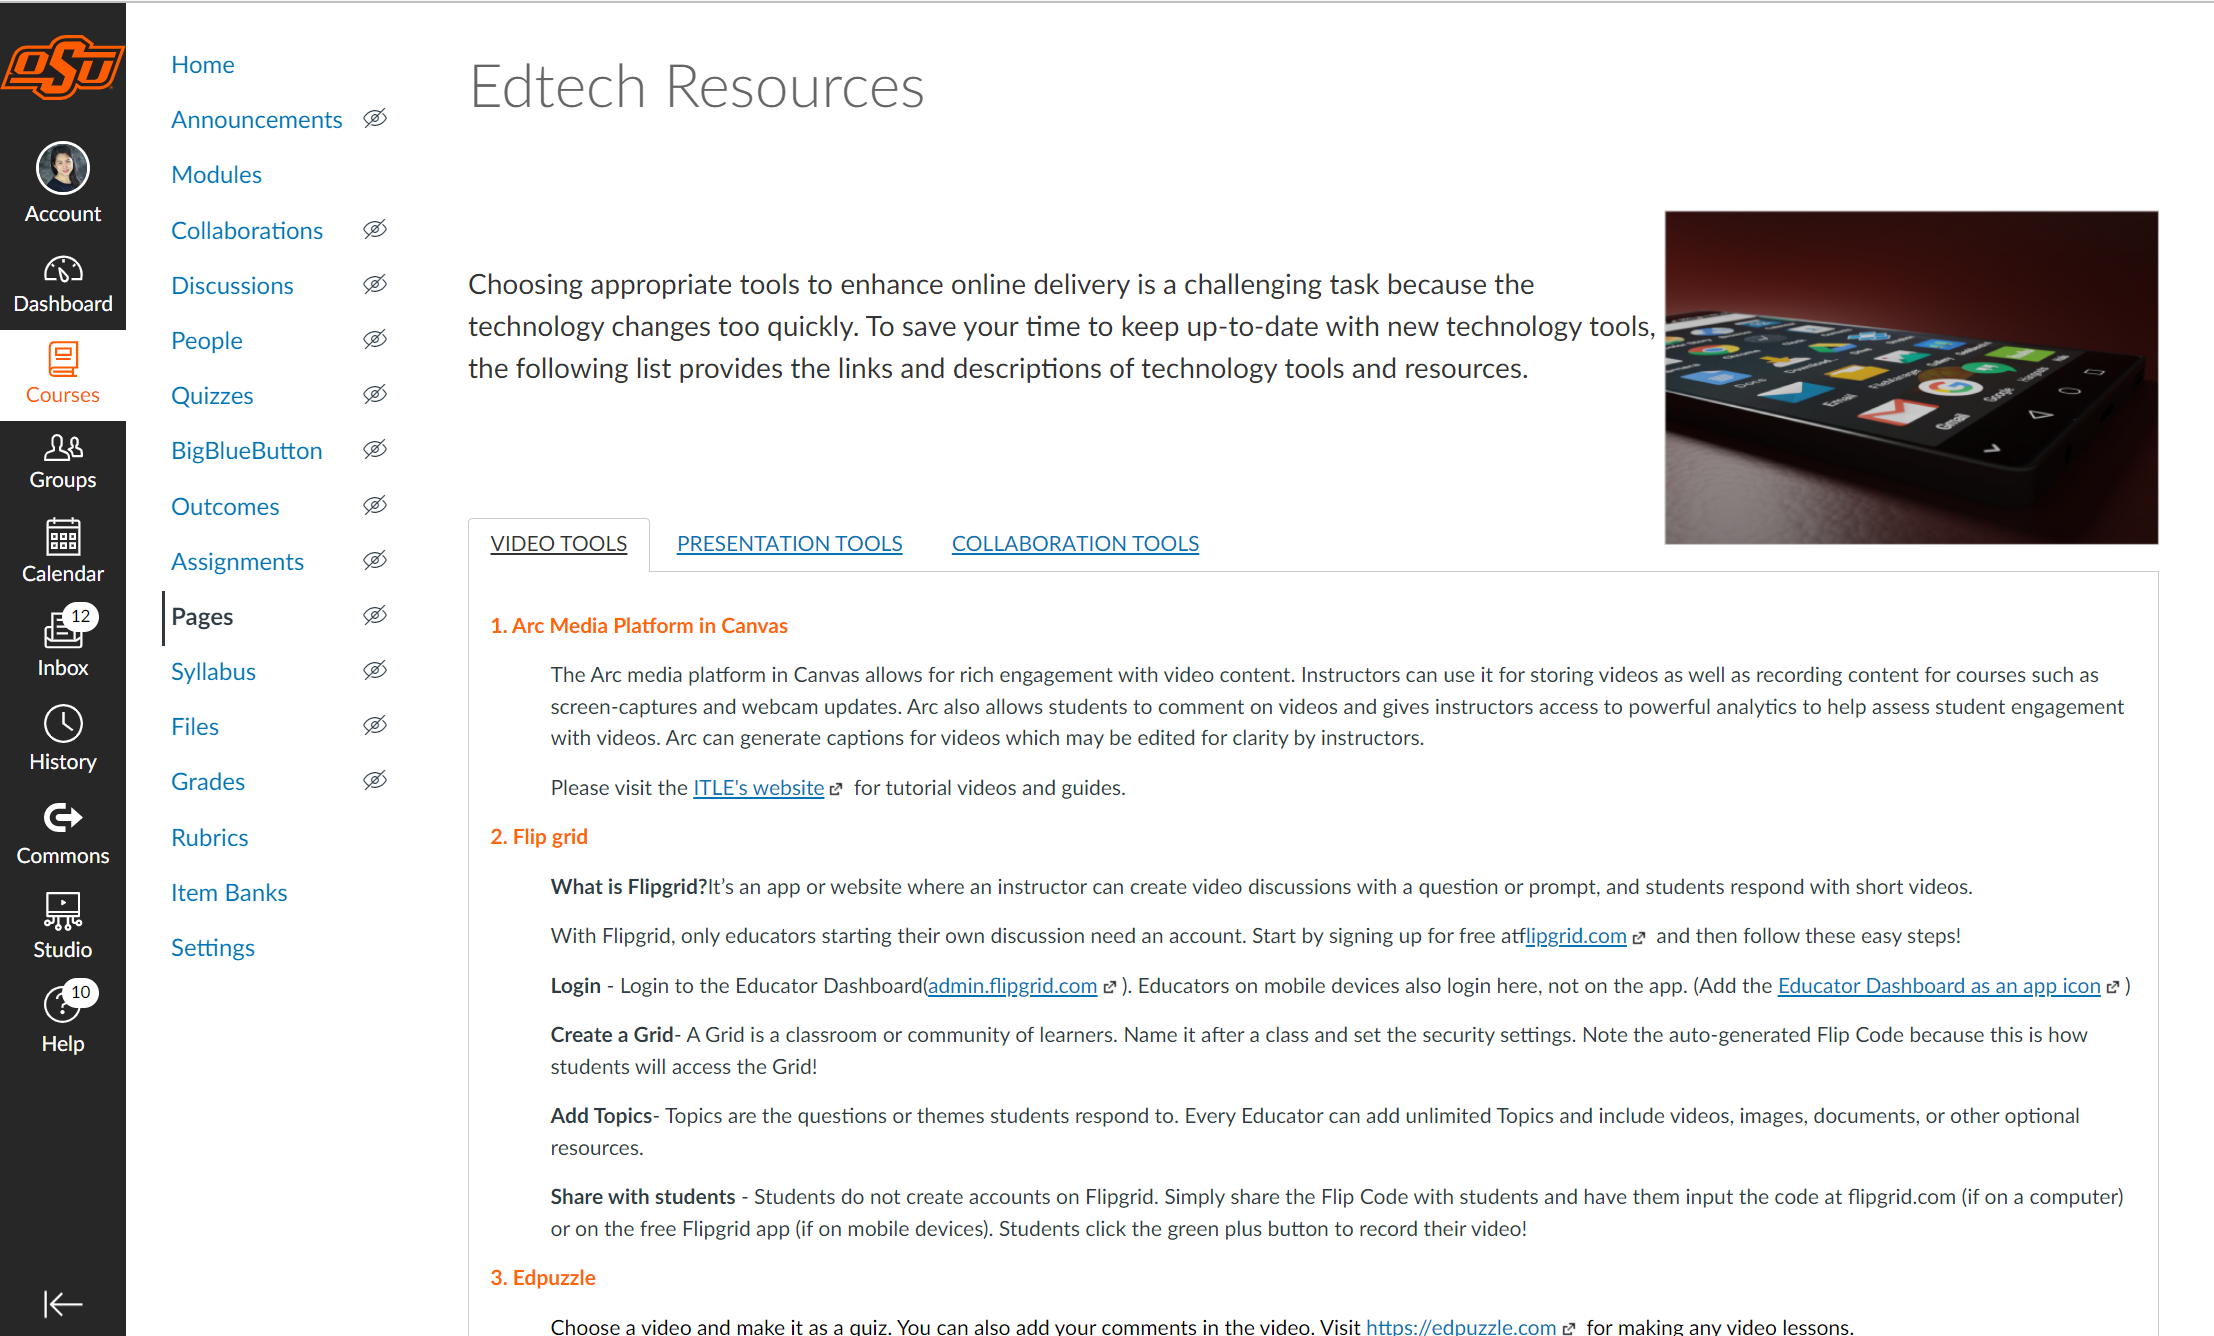 OSU
Account
Dashboard
Courses
Groups
Calendar
12
Inbox
History
Commons
Studio
10
Help
Home
Announcements
Modules
Collaborations
Discussions
People
Quizzes
BigBlueButton
Outcomes
Assignments
Pages
Syllabus
Files
Grades
Rubrics
Item Banks
Settings
Edtech Resources
Choosing appropriate tools to enhance online delivery is a challenging task because the
technology changes too quickly. To save your time to keep up-to-date with new technology tools,
the following list provides the links and descriptions of technology tools and resources.
Docs
Email
Gmail
Google
VIDEO TOOLS PRESENTATION TOOLS COLLABORATION TOOLS
1. Arc Media Platform in Canvas
The Arc media platform in Canvas allows for rich engagement with video content. Instructors can use it for storing videos as well as recording content for courses such as
screen-captures and webcam updates. Arc also allows students to comment on videos and gives instructors access to powerful analytics to help assess student engagement
with videos. Arc can generate captions for videos which may be edited for clarity by instructors.
Please visit the ITLE's website for tutorial videos and guides.
2. Flip grid
What is Flipgrid?It’s an app or website where an instructor can create video discussions with a question or prompt, and students respond with short videos.
With Flipgrid, only educators starting their own discussion need an account. Start by signing up for free atflipgrid.com and then follow these easy steps!
Login - Login to the Educator Dashboard(admin.flipgrid.com ). Educators on mobile devices also login here, not on the app. (Add the Educator Dashboard as an app icon )
Create a Grid- A Grid is a classroom or community of learners. Name it after a class and set the security settings. Note the auto-generated Flip Code because this is how
students will access the Grid!
Add Topics- Topics are the questions or themes students respond to. Every Educator can add unlimited Topics and include videos, images, documents, or other optional
resources.
Share with students - Students do not create accounts on Flipgrid. Simply share the Flip Code with students and have them input the code at flipgrid.com (if on a computer)
or on the free Flipgrid app (if on mobile devices). Students click the green plus button to record their video!
3. Edpuzzle
Choose a video and make it as a quiz. You can also add your comments in the video. Visit https://edpuzzle.com for making any video lessons.